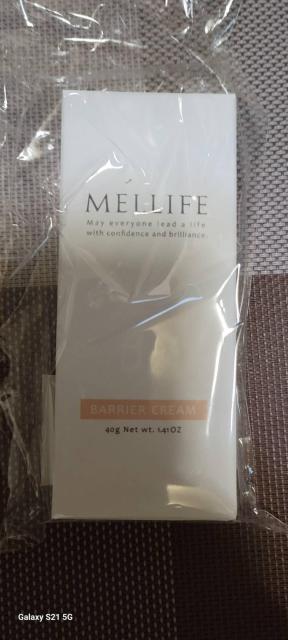 MELLIFE
May everyone lead a life
with confidence and brilliance.
BARRIER CREAM
40g Net wt. 1.41OZ
Galaxy S21 5G